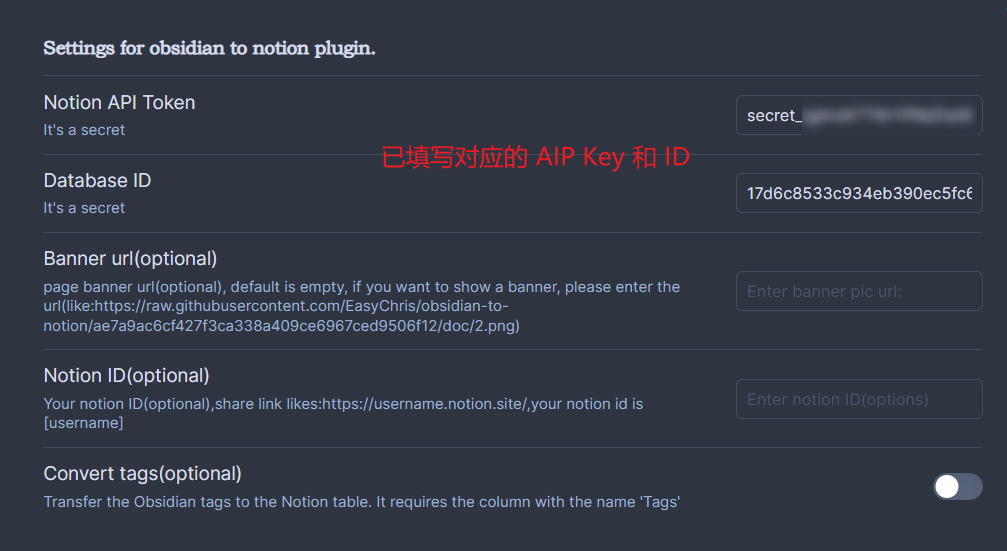 Settings for obsidian to notion plugin.
Notion API Token
It's a secret
secret_
已填写对应的 AIP Key 和 ID
Database ID
It's a secret
17d6c8533c934eb390ec5fc6
Banner url(optional)
page banner url(optional), default is empty, if you want to show a banner, please enter the
url(like:https://raw.githubusercontent.com/EasyChris/obsidian-to-
notion/ae7a9ac6cf427f3ca338a409ce6967ced9506f12/doc/2.png)
Enter banner pic url:
Notion ID(optional)
Your notion ID(optional),share link likes:https://username.notion.site/,your notion id is
[username]
Enter notion ID(options)
Convert tags(optional)
Transfer the Obsidian tags to the Notion table. It requires the column with the name 'Tags'